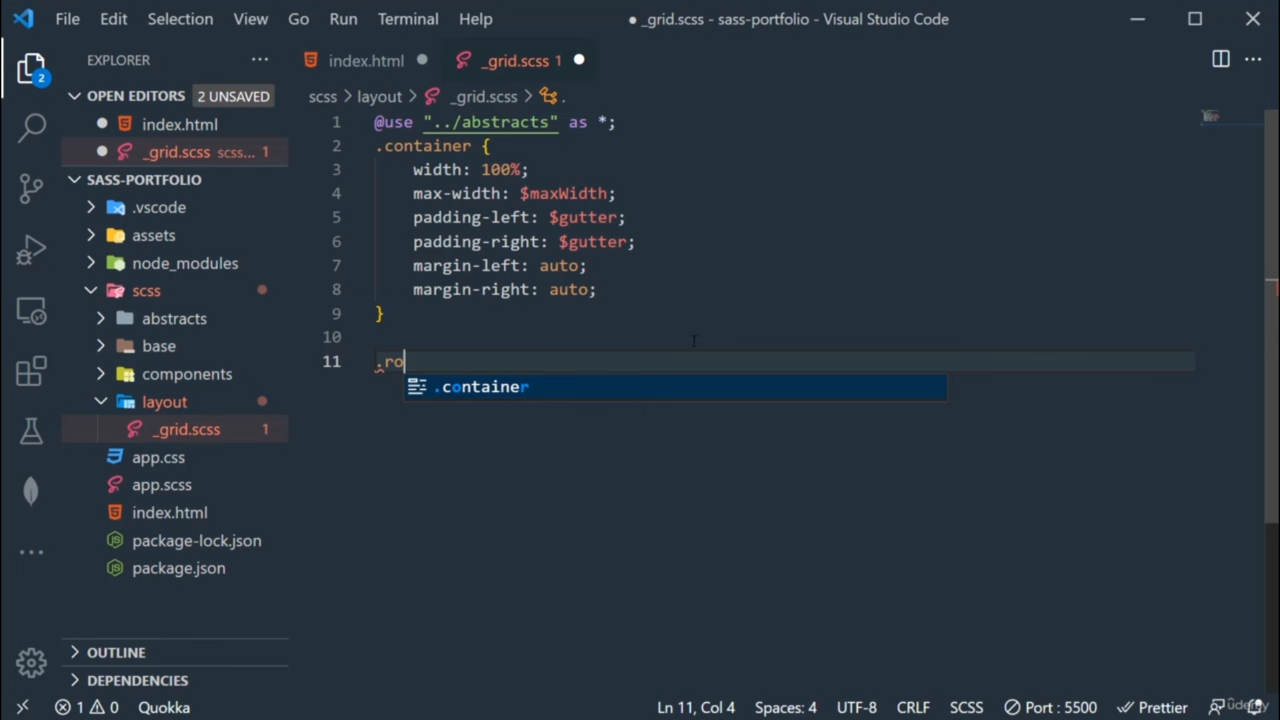 File Edit Selection View Go Run Terminal Help
● _grid.scss - sass-portfolio - Visual Studio Code
EXPLORER
OPEN EDITORS 2 UNSAVED
index.html
_grid.scss scss... 1
SASS-PORTFOLIO
.vscode
assets
node_modules
scss
abstracts
base
components
layout
_grid.scss 1
app.css
app.scss
index.html
package-lock.json
package.json
OUTLINE
DEPENDENCIES
2
index.html
_grid.scss 1
scss > layout > _grid.scss > .
1 @use "../abstracts" as *;
2 .container {
3 width: 100%;
4 max-width: $maxWidth;
5 padding-left: $gutter;
6 padding-right: $gutter;
7 margin-left: auto;
8 margin-right: auto;
9 }
10
11 .ro
.container
1 0 Quokka Ln 11, Col 4 Spaces: 4 UTF-8 CRLF SCSS Port : 5500 Prettier
udemy